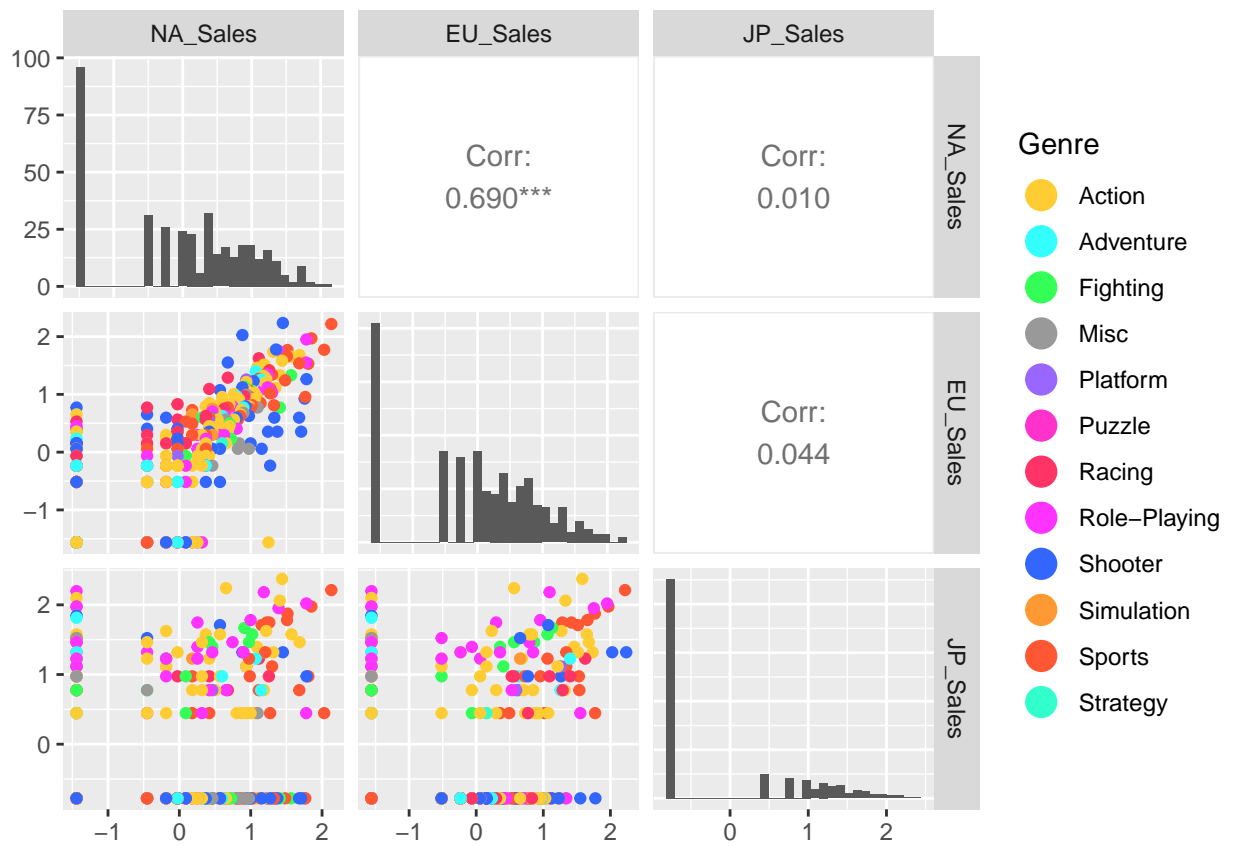 NA_Sales
EU_Sales
JP_Sales
100
75
50
25
0
Corr:
0.690***
Corr:
0.010
NA_Sales
2
1
0
−1
Corr:
0.044
EU_Sales
2
1
0
JP_Sales
−1
0
1
2
−1
0
1
2
0
1
2
Genre
Action
Adventure
Fighting
Misc
Platform
Puzzle
Racing
Role−Playing
Shooter
Simulation
Sports
Strategy